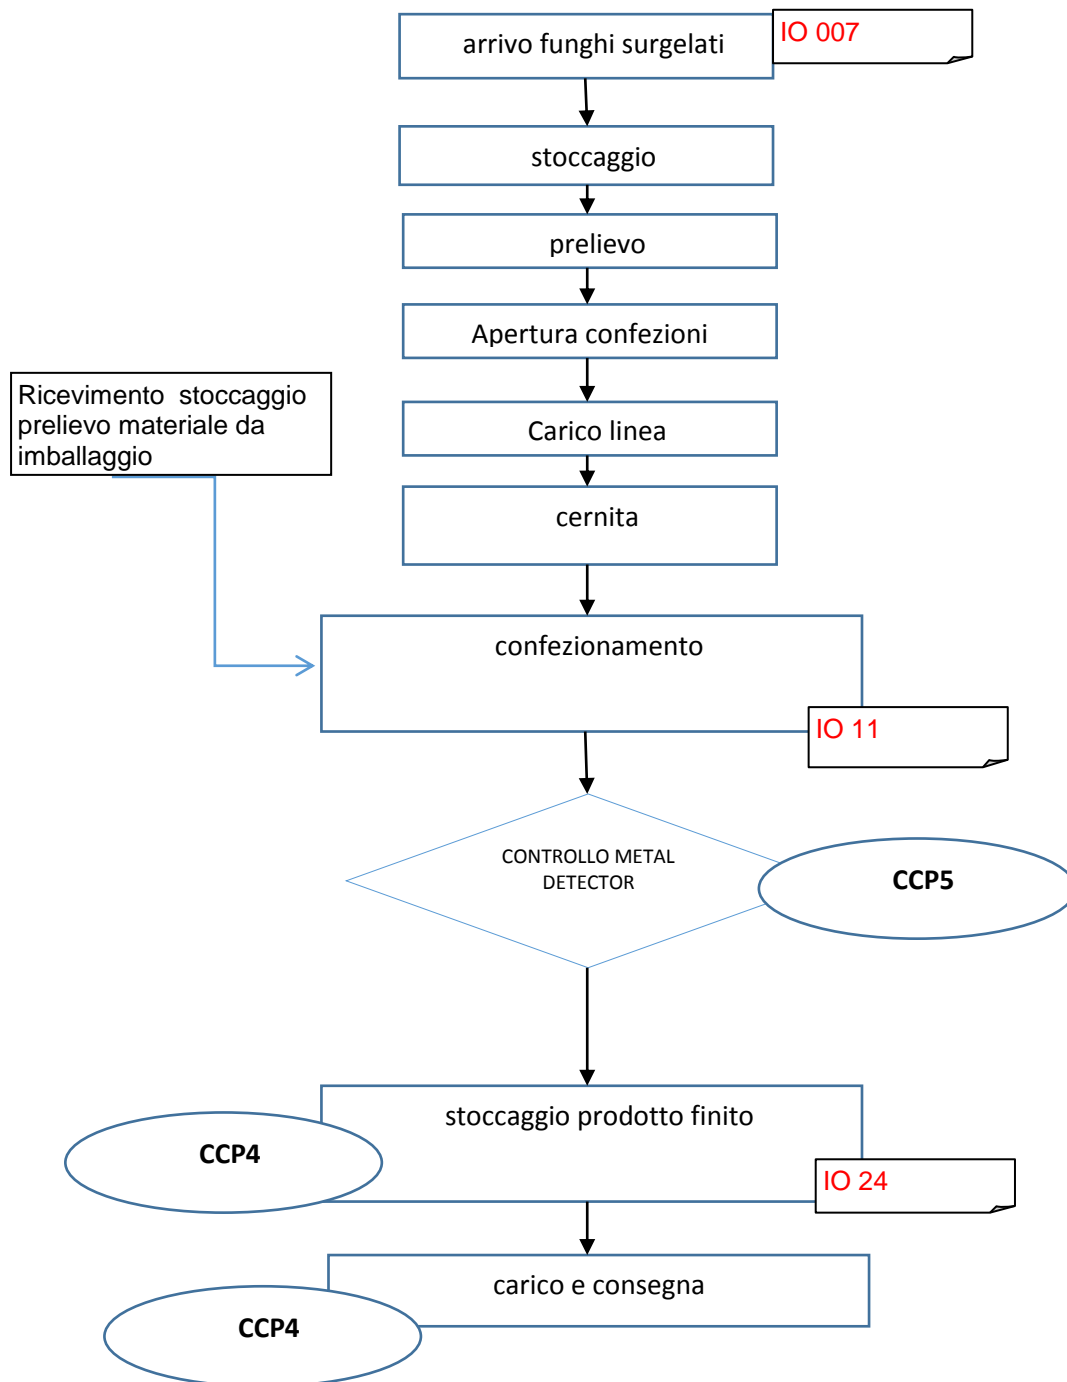 arrivo funghi surgelati
IO 007
stoccaggio
prelievo
Apertura confezioni
Ricevimento  stoccaggio
prelievo materiale da
imballaggio
Carico linea
cernita
confezionamento
IO 11
CONTROLLO METAL
DETECTOR
CCP5
stoccaggio prodotto finito
CCP4
IO 24
carico e consegna
CCP4